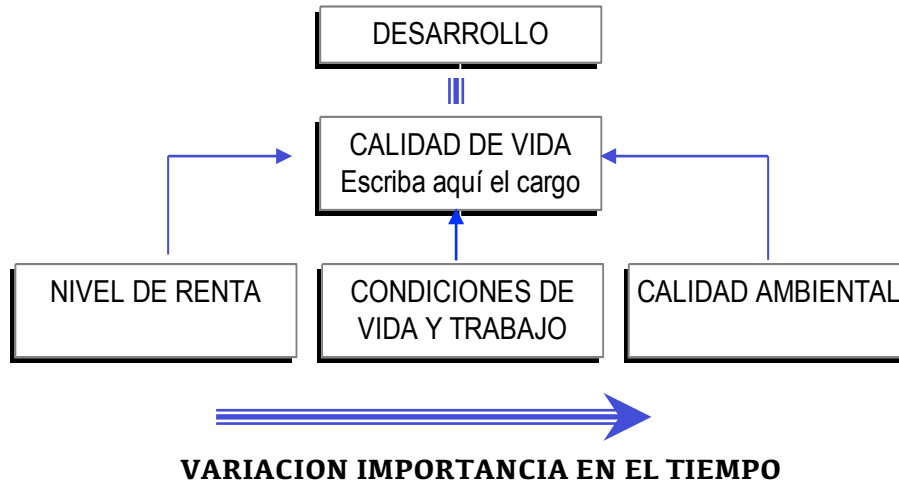 DESARROLLO
CALIDAD DE VIDA
Escriba aquí el cargo
NIVEL DE RENTA
CONDICIONES DE
VIDA Y TRABAJO
CALIDAD AMBIENTAL
VARIACION IMPORTANCIA EN EL TIEMPO